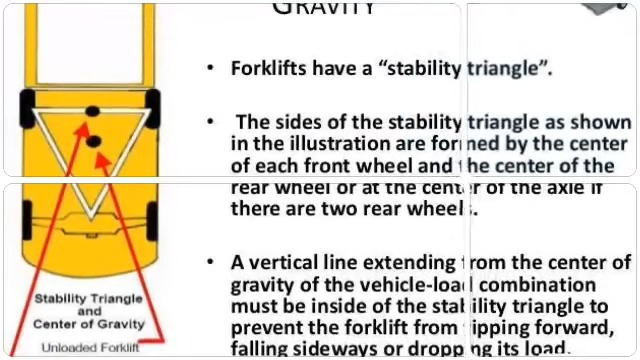 GRAVITY
• Forklifts have a “stability triangle”.
• The sides of the stability triangle as shown
in the illustration are formed by the center
of each front wheel and the center of the
rear wheel or at the center of the axle if
there are two rear wheels.
• A vertical line extending from the center of
gravity of the vehicle-load combination
must be inside of the stability triangle to
prevent the forklift from tipping forward,
falling sideways or dropping its load.
Stability Triangle
and
Center of Gravity
Unloaded Forklift